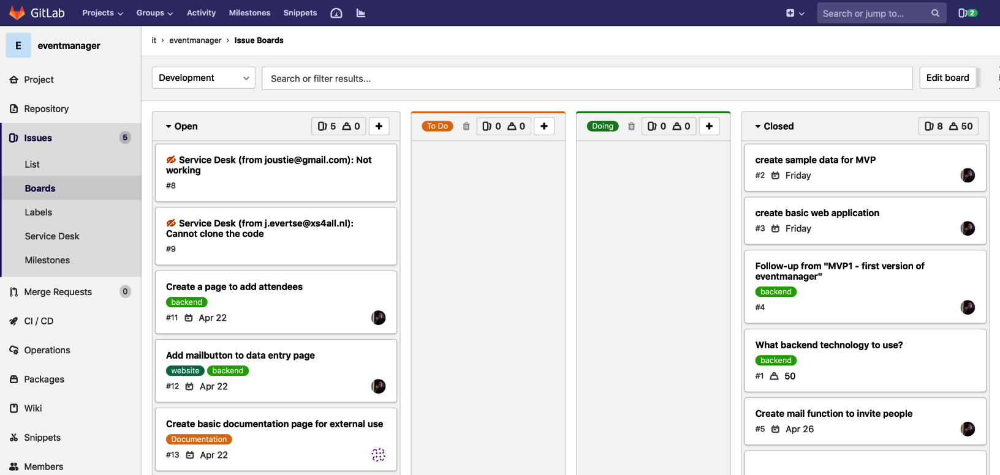 GitLab Projects Groups Activity Milestones Snippets Search or jump to... 2
E eventmanager
it › eventmanager › Issue Boards
Project
Repository
Issues 5
List
Boards
Labels
Service Desk
Milestones
Merge Requests 0
CI / CD
Operations
Packages
Wiki
Snippets
Members
Development Search or filter results... Edit board
Open 5 0
Service Desk (from joustie@gmail.com): Not
working
#8
Service Desk (from j.evertse@xs4all.nl):
Cannot clone the code
#9
Create a page to add attendees
backend
#11 Apr 22
Add mailbutton to data entry page
website backend
#12 Apr 22
Create basic documentation page for external use
Documentation
#13 Apr 22
To Do 0 0
Doing 0 0
Closed 8 50
create sample data for MVP
#2 Friday
create basic web application
#3 Friday
Follow-up from "MVP1 - first version of
eventmanager"
backend
#4
What backend technology to use?
backend
#1 50
Create mail function to invite people
#5 Apr 26